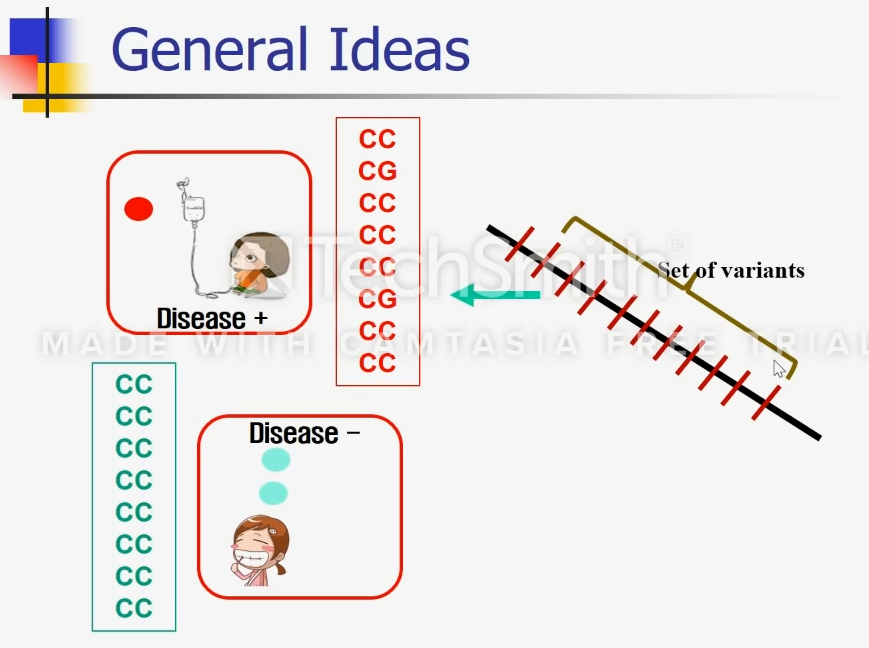 General Ideas
CC
CG
CC
CC
CC
CG
CC
CC
Disease +
Set of variants
TechSmith®
MADE WITH CAMTASIA FREE TRIAL
CC
CC
CC
CC
CC
CC
CC
CC
Disease –